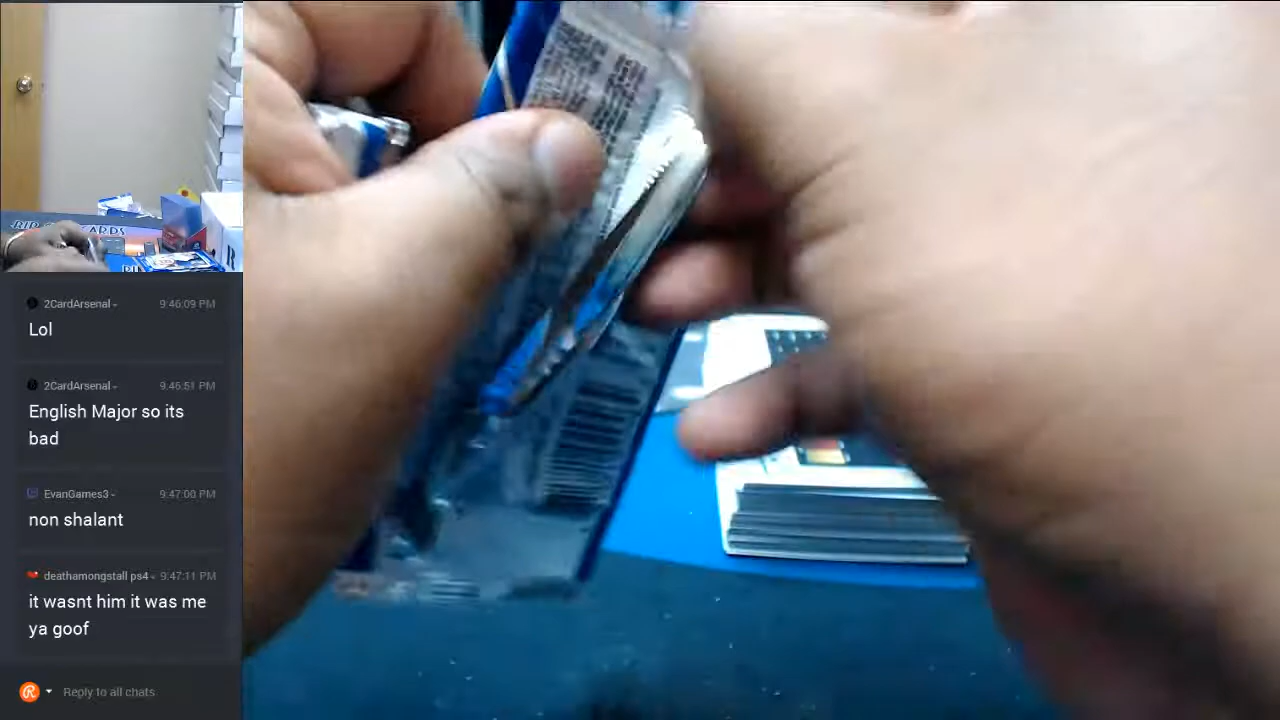 RIP CARDS
R
2CardArsenal 9:46:09 PM
Lol
2CardArsenal 9:46:51 PM
English Major so its
bad
EvanGames3 9:47:00 PM
non shalant
deathamongstall ps4 9:47:11 PM
it wasnt him it was me
ya goof
Reply to all chats